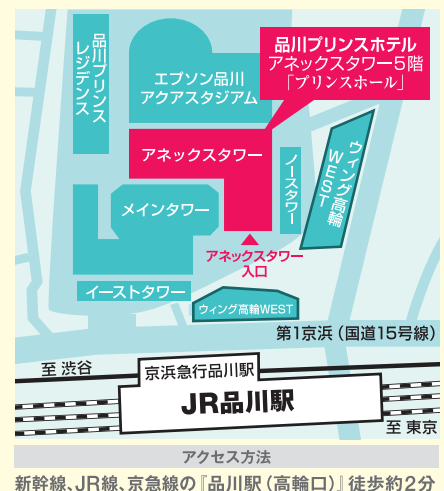 品川プリンスホテル
アネックスタワー5階
「プリンスホール」
品川プリンス
レジデンス
エプソン品川
アクアスタジアム
アネックスタワー
ノースタワー
ウィング高輪
WEST
メインタワー
アネックスタワー
入口
イーストタワー
ウィング高輪WEST
第1京浜(国道15号線)
至 渋谷
京浜急行品川駅
JR品川駅
至 東京
アクセス方法
新幹線、JR線、京急線の『品川駅(高輪口)』徒歩約2分